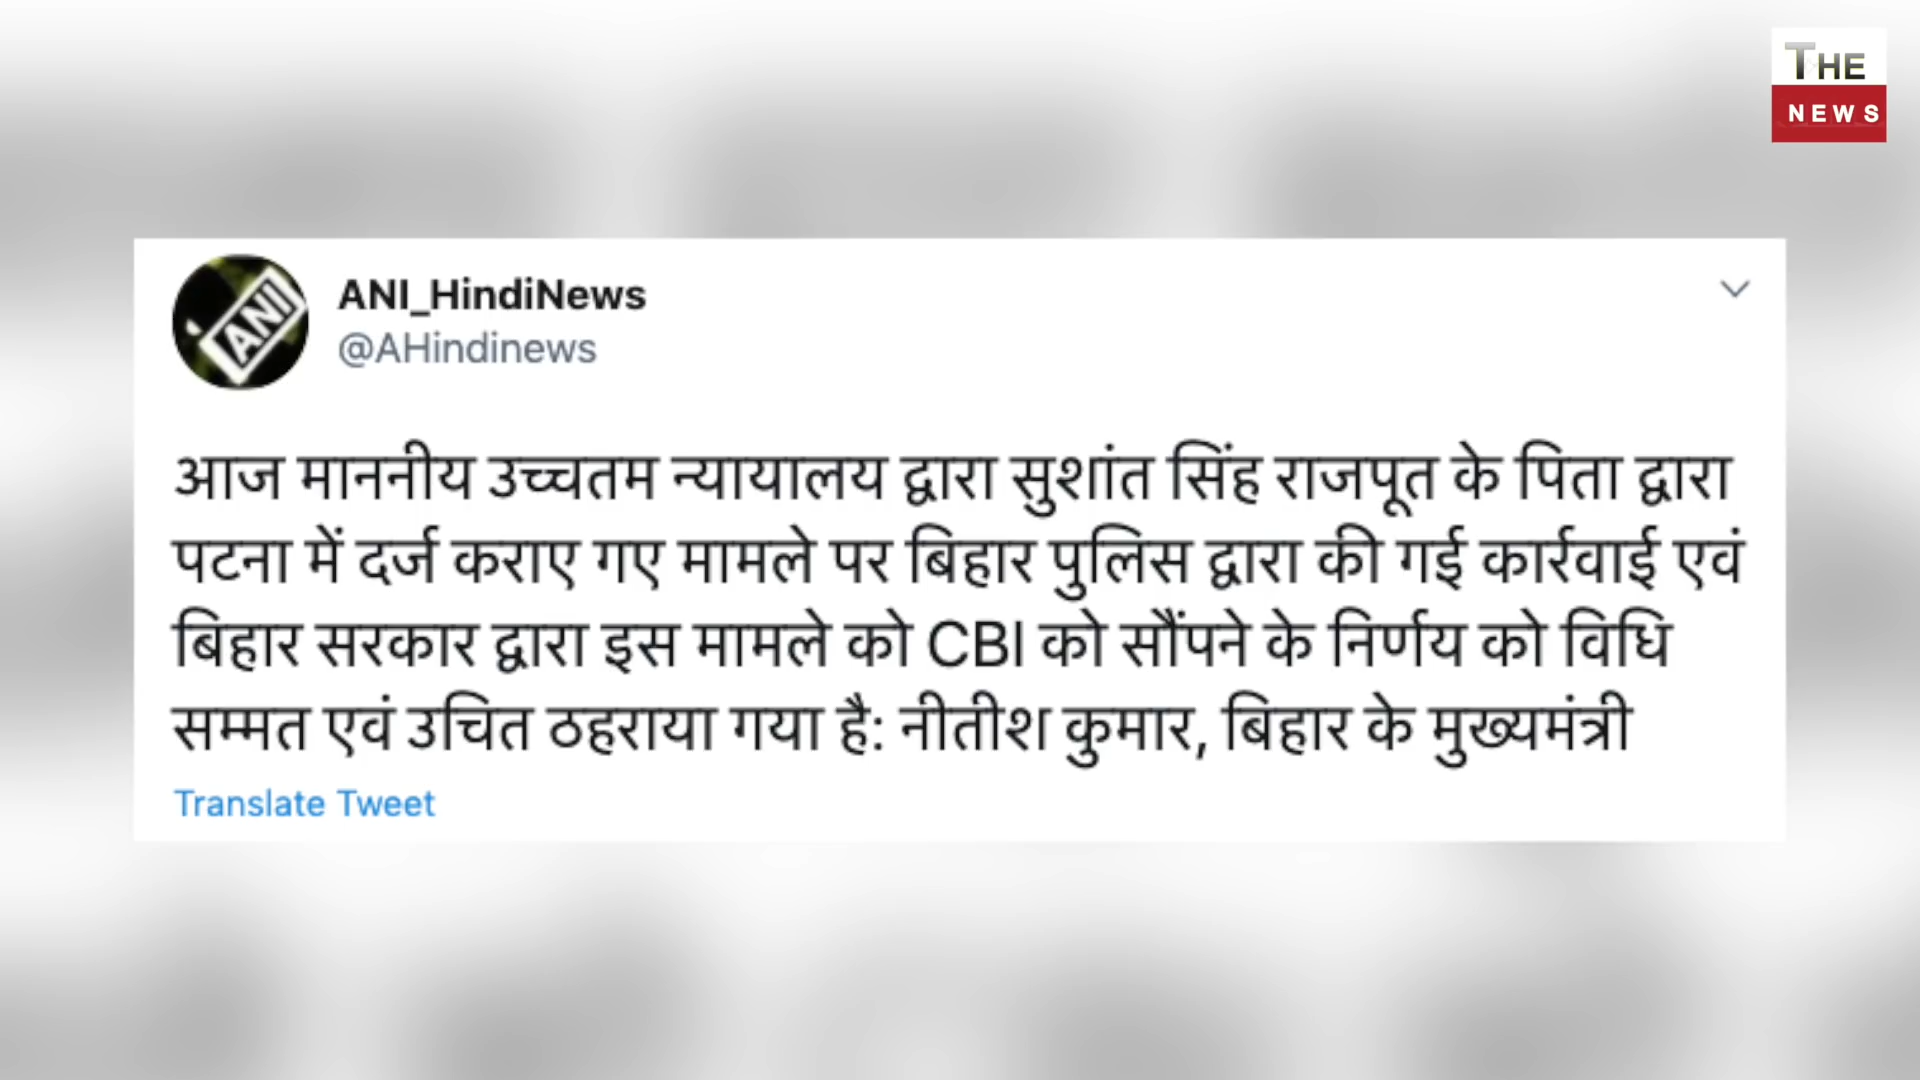 THE
NEWS
ANI
ANI_HindiNews
@AHindinews
आज माननीय उच्चतम न्यायालय द्वारा सुशांत सिंह राजपूत के पिता द्वारा
पटना में दर्ज कराए गए मामले पर बिहार पुलिस द्वारा की गई कार्रवाई एवं
बिहार सरकार द्वारा इस मामले को CBI को सौंपने के निर्णय को विधि
सम्मत एवं उचित ठहराया गया है: नीतीश कुमार, बिहार के मुख्यमंत्री
Translate Tweet